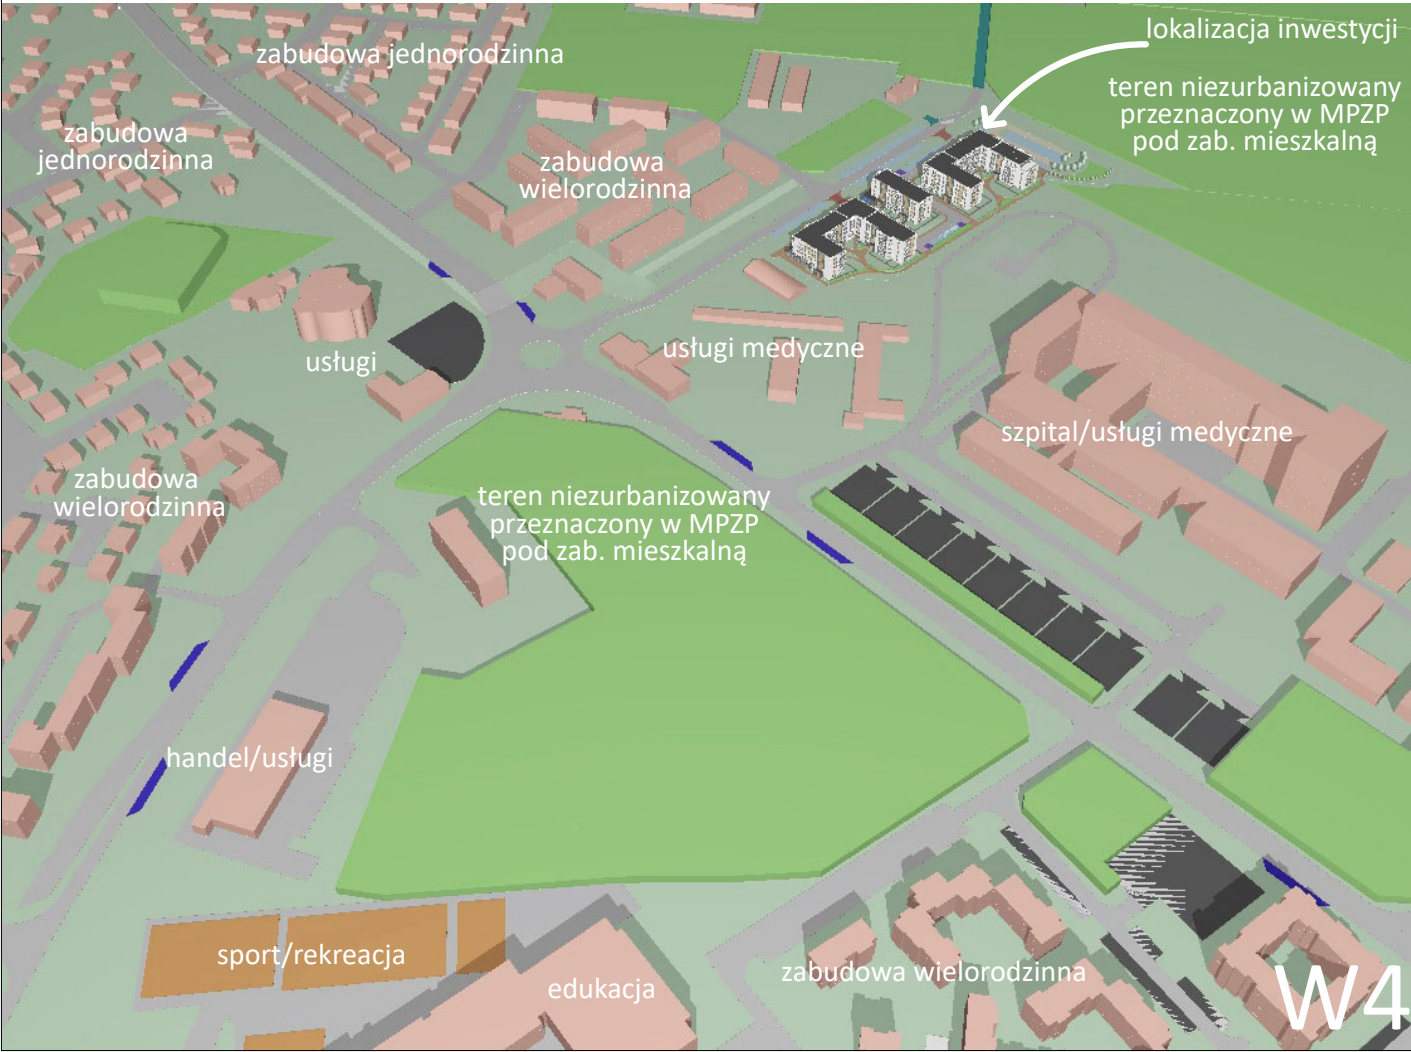 lokalizacja inwestycji
zabudowa jednorodzinna
teren niezurbanizowany
przeznaczony w MPZP
pod zab. mieszkalną
zabudowa
jednorodzinna
zabudowa
wielorodzinna
usługi
usługi medyczne
szpital/usługi medyczne
zabudowa
wielorodzinna
teren niezurbanizowany
przeznaczony w MPZP
pod zab. mieszkalną
handel/usługi
sport/rekreacja
edukacja
zabudowa wielorodzinna
W4